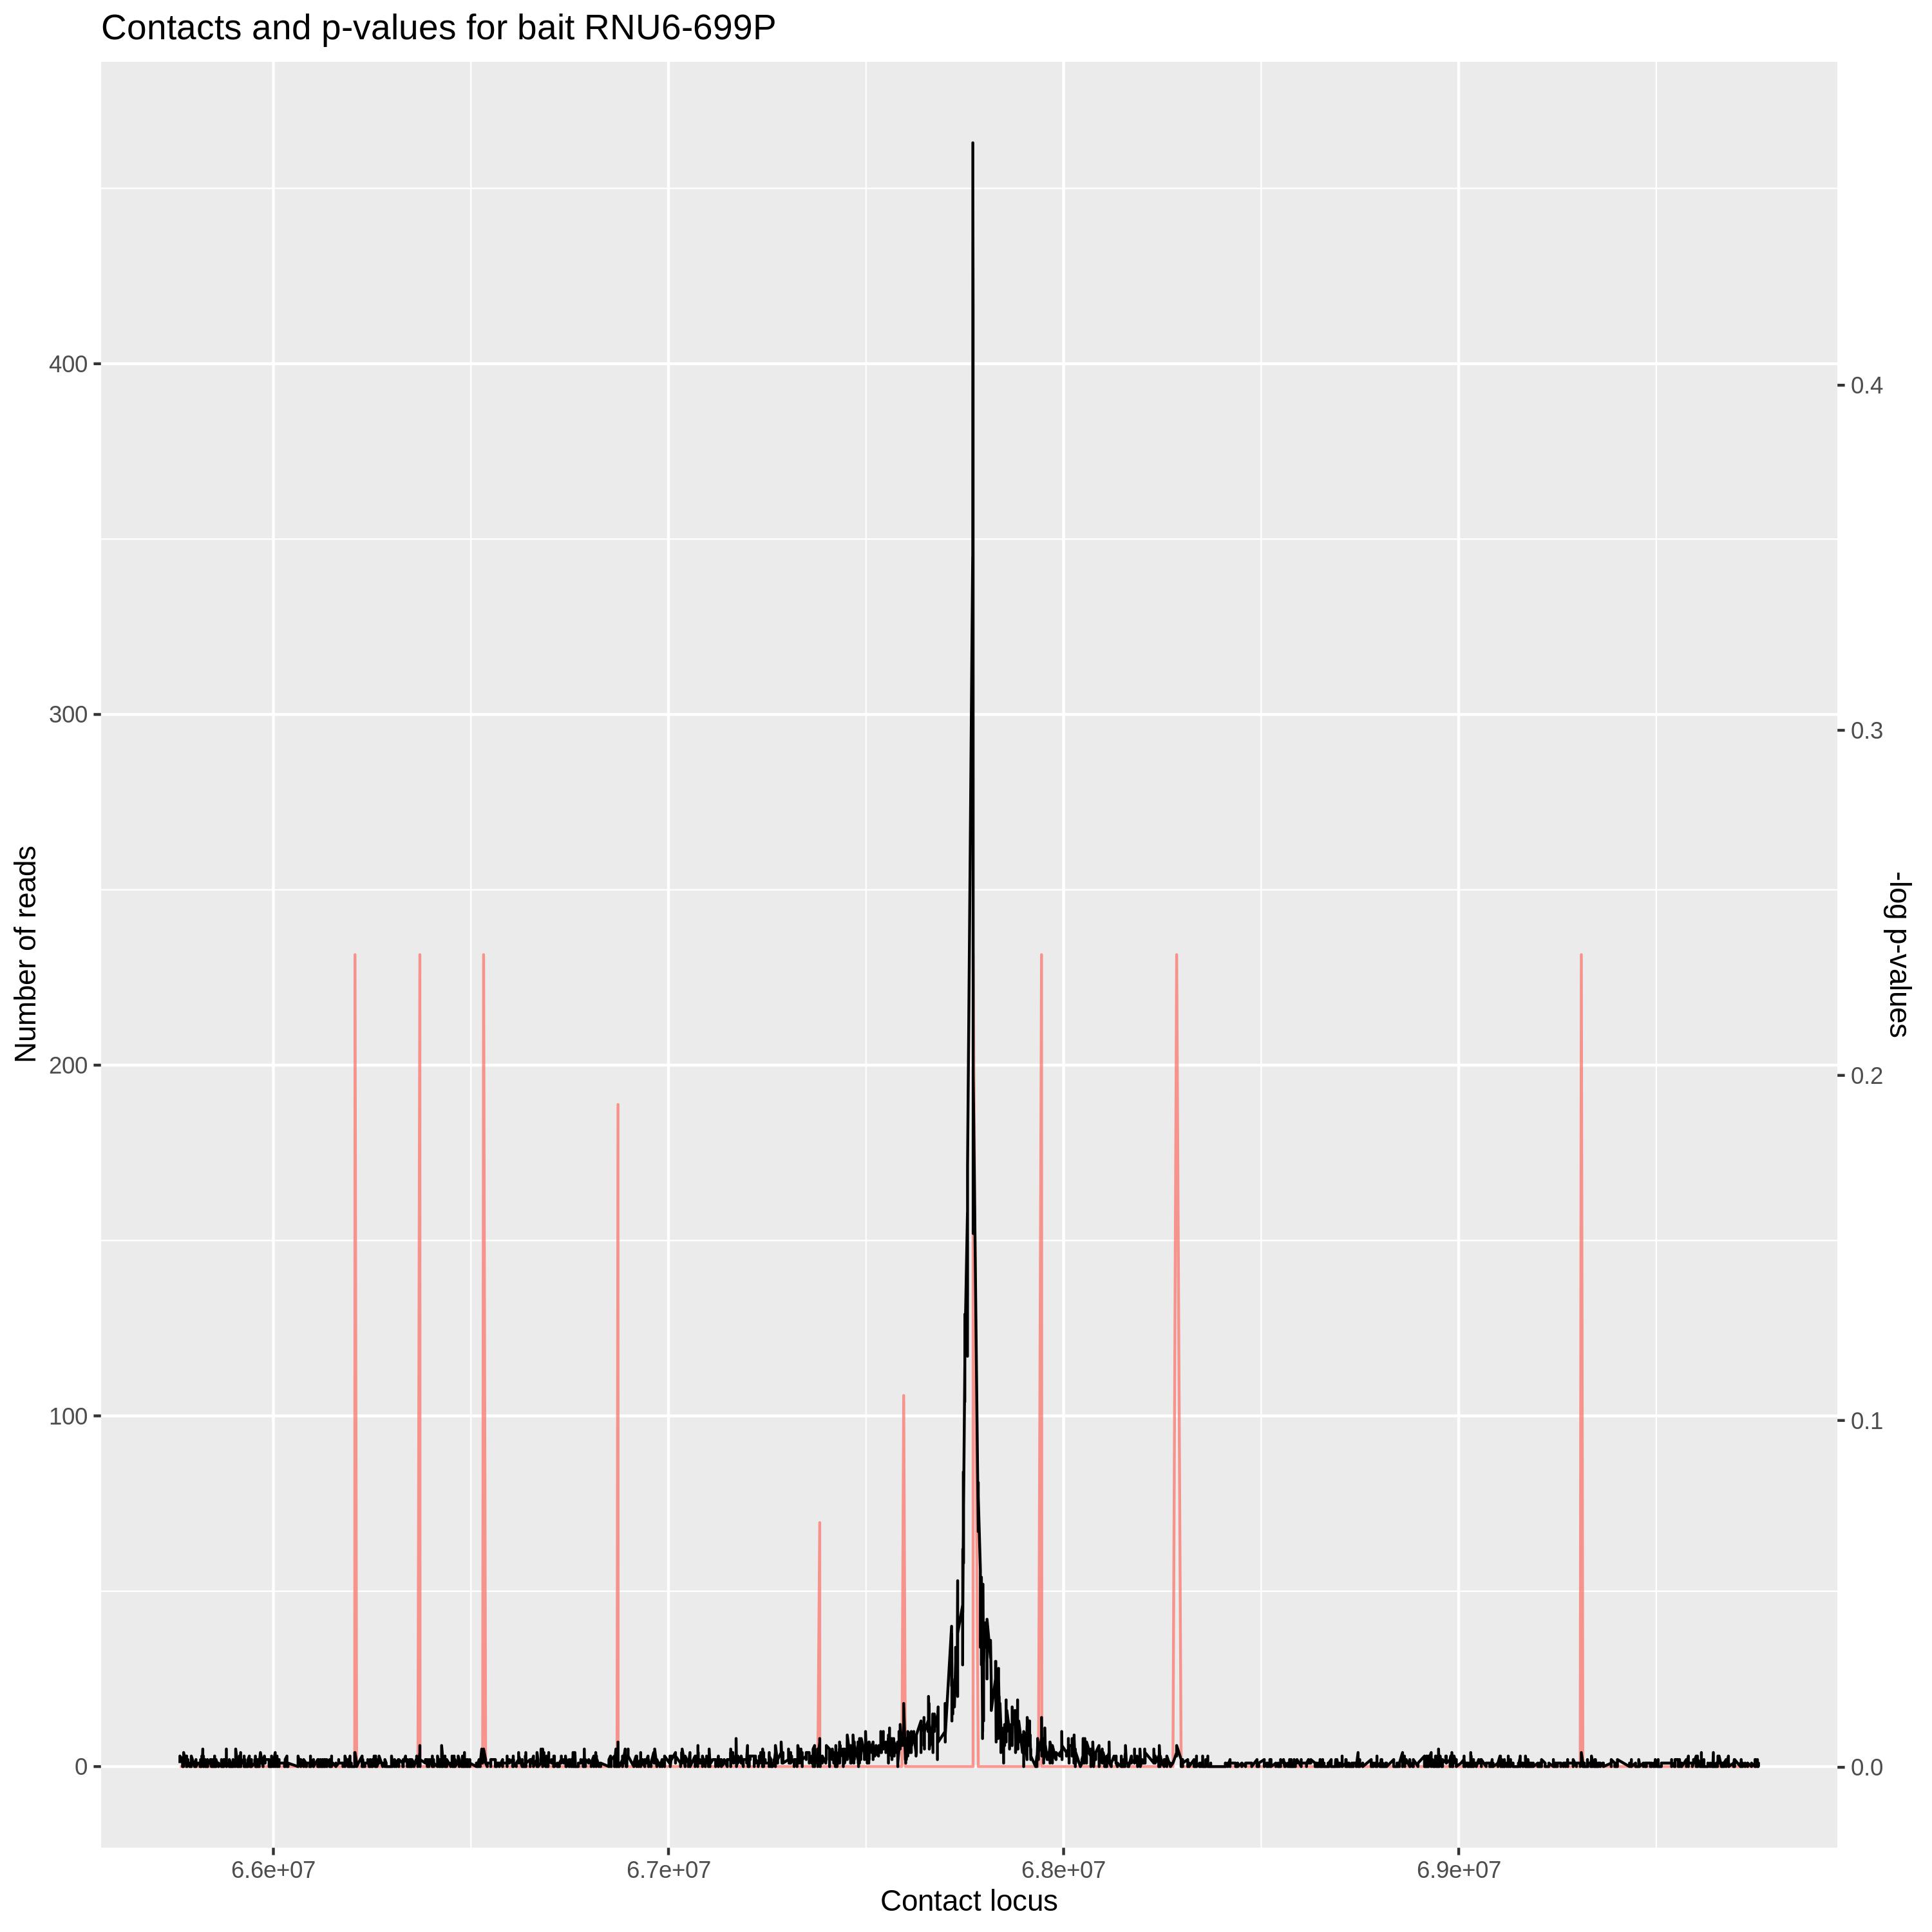 Contacts and p-values for bait RNU6-699P
400
300
200
100
0
Number of reads
0.4
0.3
0.2
0.1
0.0
-log p-values
6.6e+07
6.7e+07
6.8e+07
6.9e+07
Contact locus